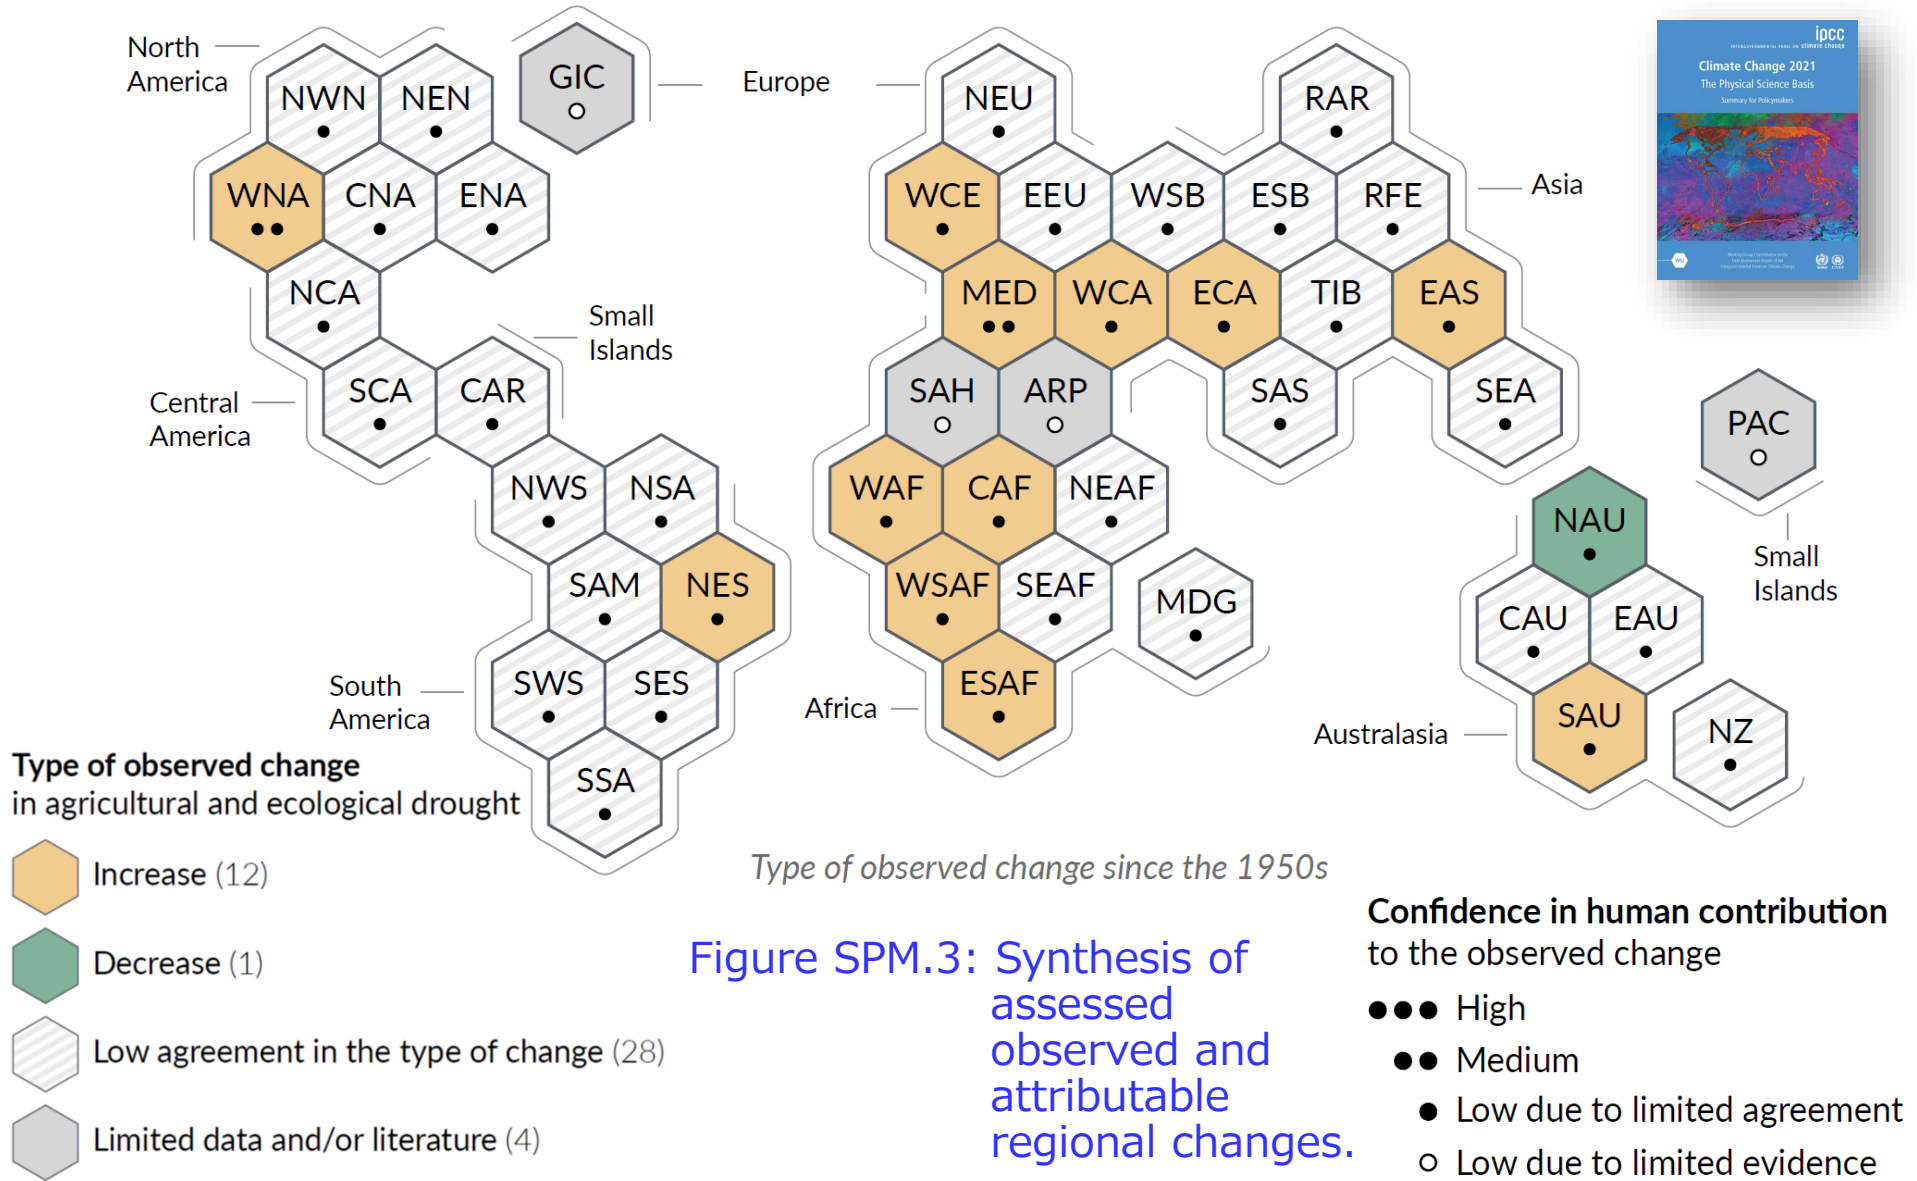 North
America
NWN
NEN
GIC
Europe
NEU
RAR
WNA
CNA
ENA
WCE
EEU
WSB
ESB
RFE
Asia
NCA
MED
WCA
ECA
TIB
EAS
Small
Islands
SCA
CAR
Central
America
SAH
ARP
SAS
SEA
PAC
NWS
NSA
WAF
CAF
NEAF
NAU
Small
Islands
SAM
NES
WSAF
SEAF
MDG
CAU
EAU
SWS
SES
South
America
ESAF
Africa
SAU
NZ
Australasia
SSA
ipcc
INTERGOVERNMENTAL PANEL ON climate change
Climate Change 2021
The Physical Science Basis
Summary for Policymakers
Type of observed change
in agricultural and ecological drought
Increase (12)
Decrease (1)
Low agreement in the type of change (28)
Limited data and/or literature (4)
Type of observed change since the 1950s
Figure SPM.3: Synthesis of
assessed
observed and
attributable
regional changes.
Confidence in human contribution
to the observed change
High
Medium
Low due to limited agreement
Low due to limited evidence